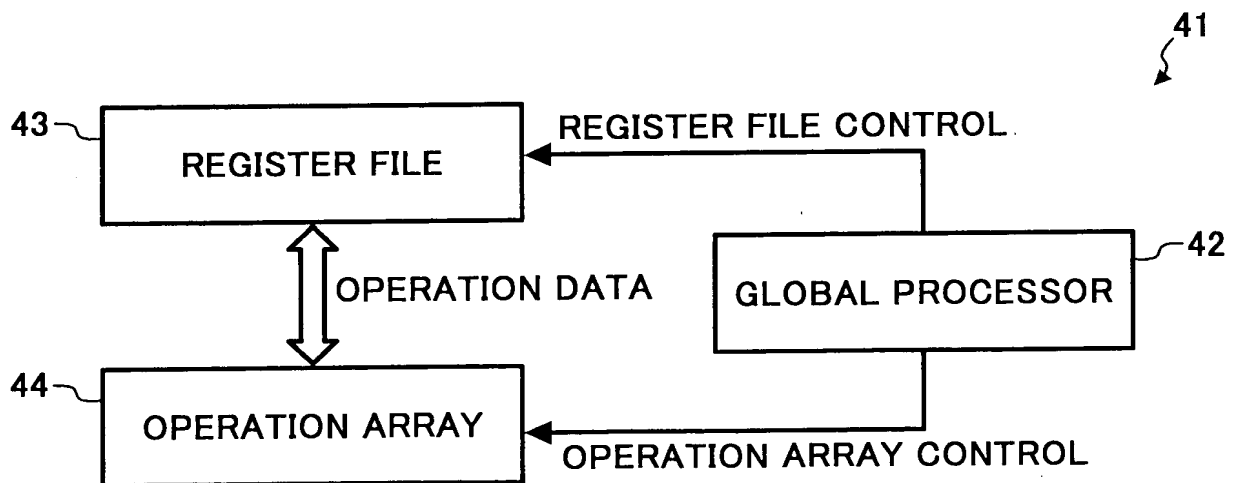 41
43
REGISTER FILE
REGISTER FILE CONTROL
42
GLOBAL PROCESSOR
OPERATION DATA
44
OPERATION ARRAY
OPERATION ARRAY CONTROL